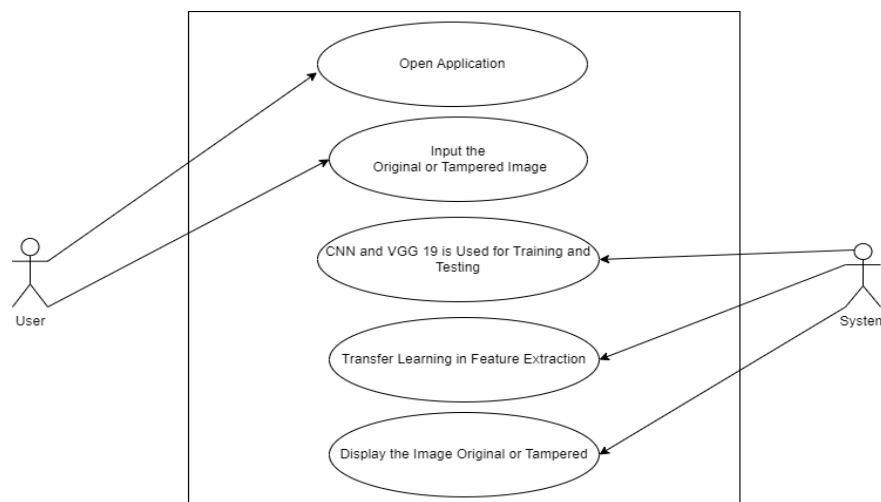 Open Application
Input the
Original or Tampered Image
CNN and VGG 19 is Used for Training and
Testing
User
System
Transfer Learning in Feature Extraction
Display the Image Original or Tampered